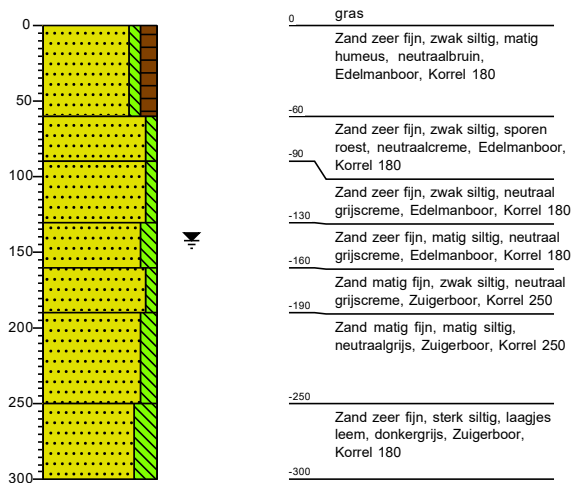 0
50
100
150
200
250
300
0
gras
Zand zeer fijn, zwak siltig, matig
humeus, neutraalbruin,
Edelmanboor, Korrel 180
-60
Zand zeer fijn, zwak siltig, sporen
roest, neutraalcreme, Edelmanboor,
Korrel 180
-90
Zand zeer fijn, zwak siltig, neutraal
grijscreme, Edelmanboor, Korrel 180
-130
Zand zeer fijn, matig siltig, neutraal
grijscreme, Edelmanboor, Korrel 180
-160
Zand matig fijn, zwak siltig, neutraal
grijscreme, Zuigerboor, Korrel 250
-190
Zand matig fijn, matig siltig,
neutraalgrijs, Zuigerboor, Korrel 250
-250
Zand zeer fijn, sterk siltig, laagjes
leem, donkergrijs, Zuigerboor,
Korrel 180
-300